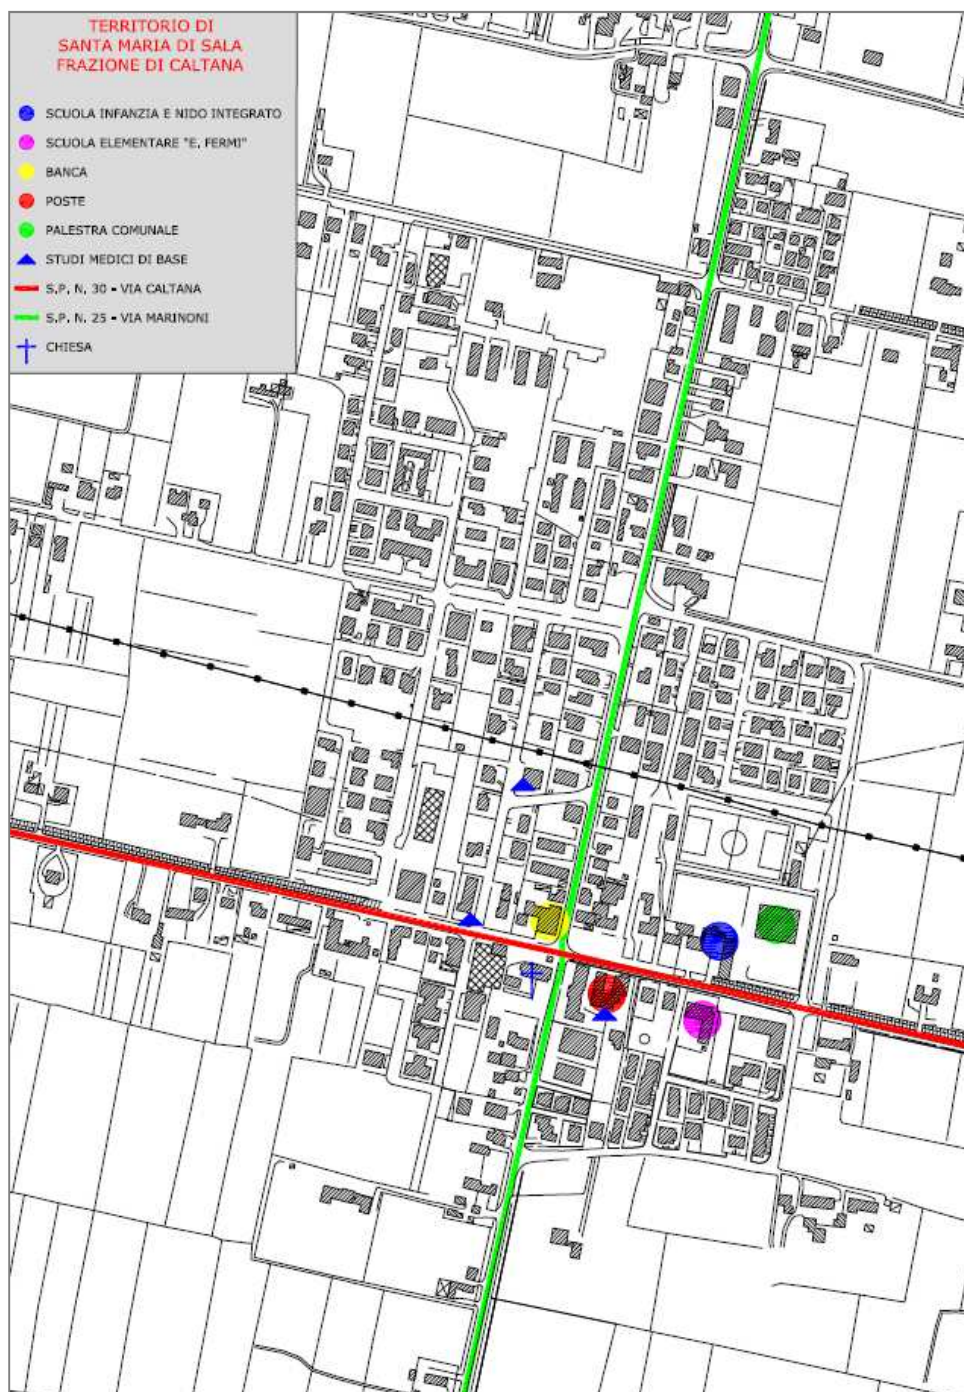 TERRITORIO DI
SANTA MARIA DI SALA
FRAZIONE DI CALTANA
SCUOLA INFANZIA E NIDO INTEGRATO
SCUOLA ELEMENTARE "E. FERMI"
BANCA
POSTE
PALESTRA COMUNALE
STUDI MEDICI DI BASE
S.P. N. 30 - VIA CALTANA
S.P. N. 25 - VIA MARINONI
CHIESA